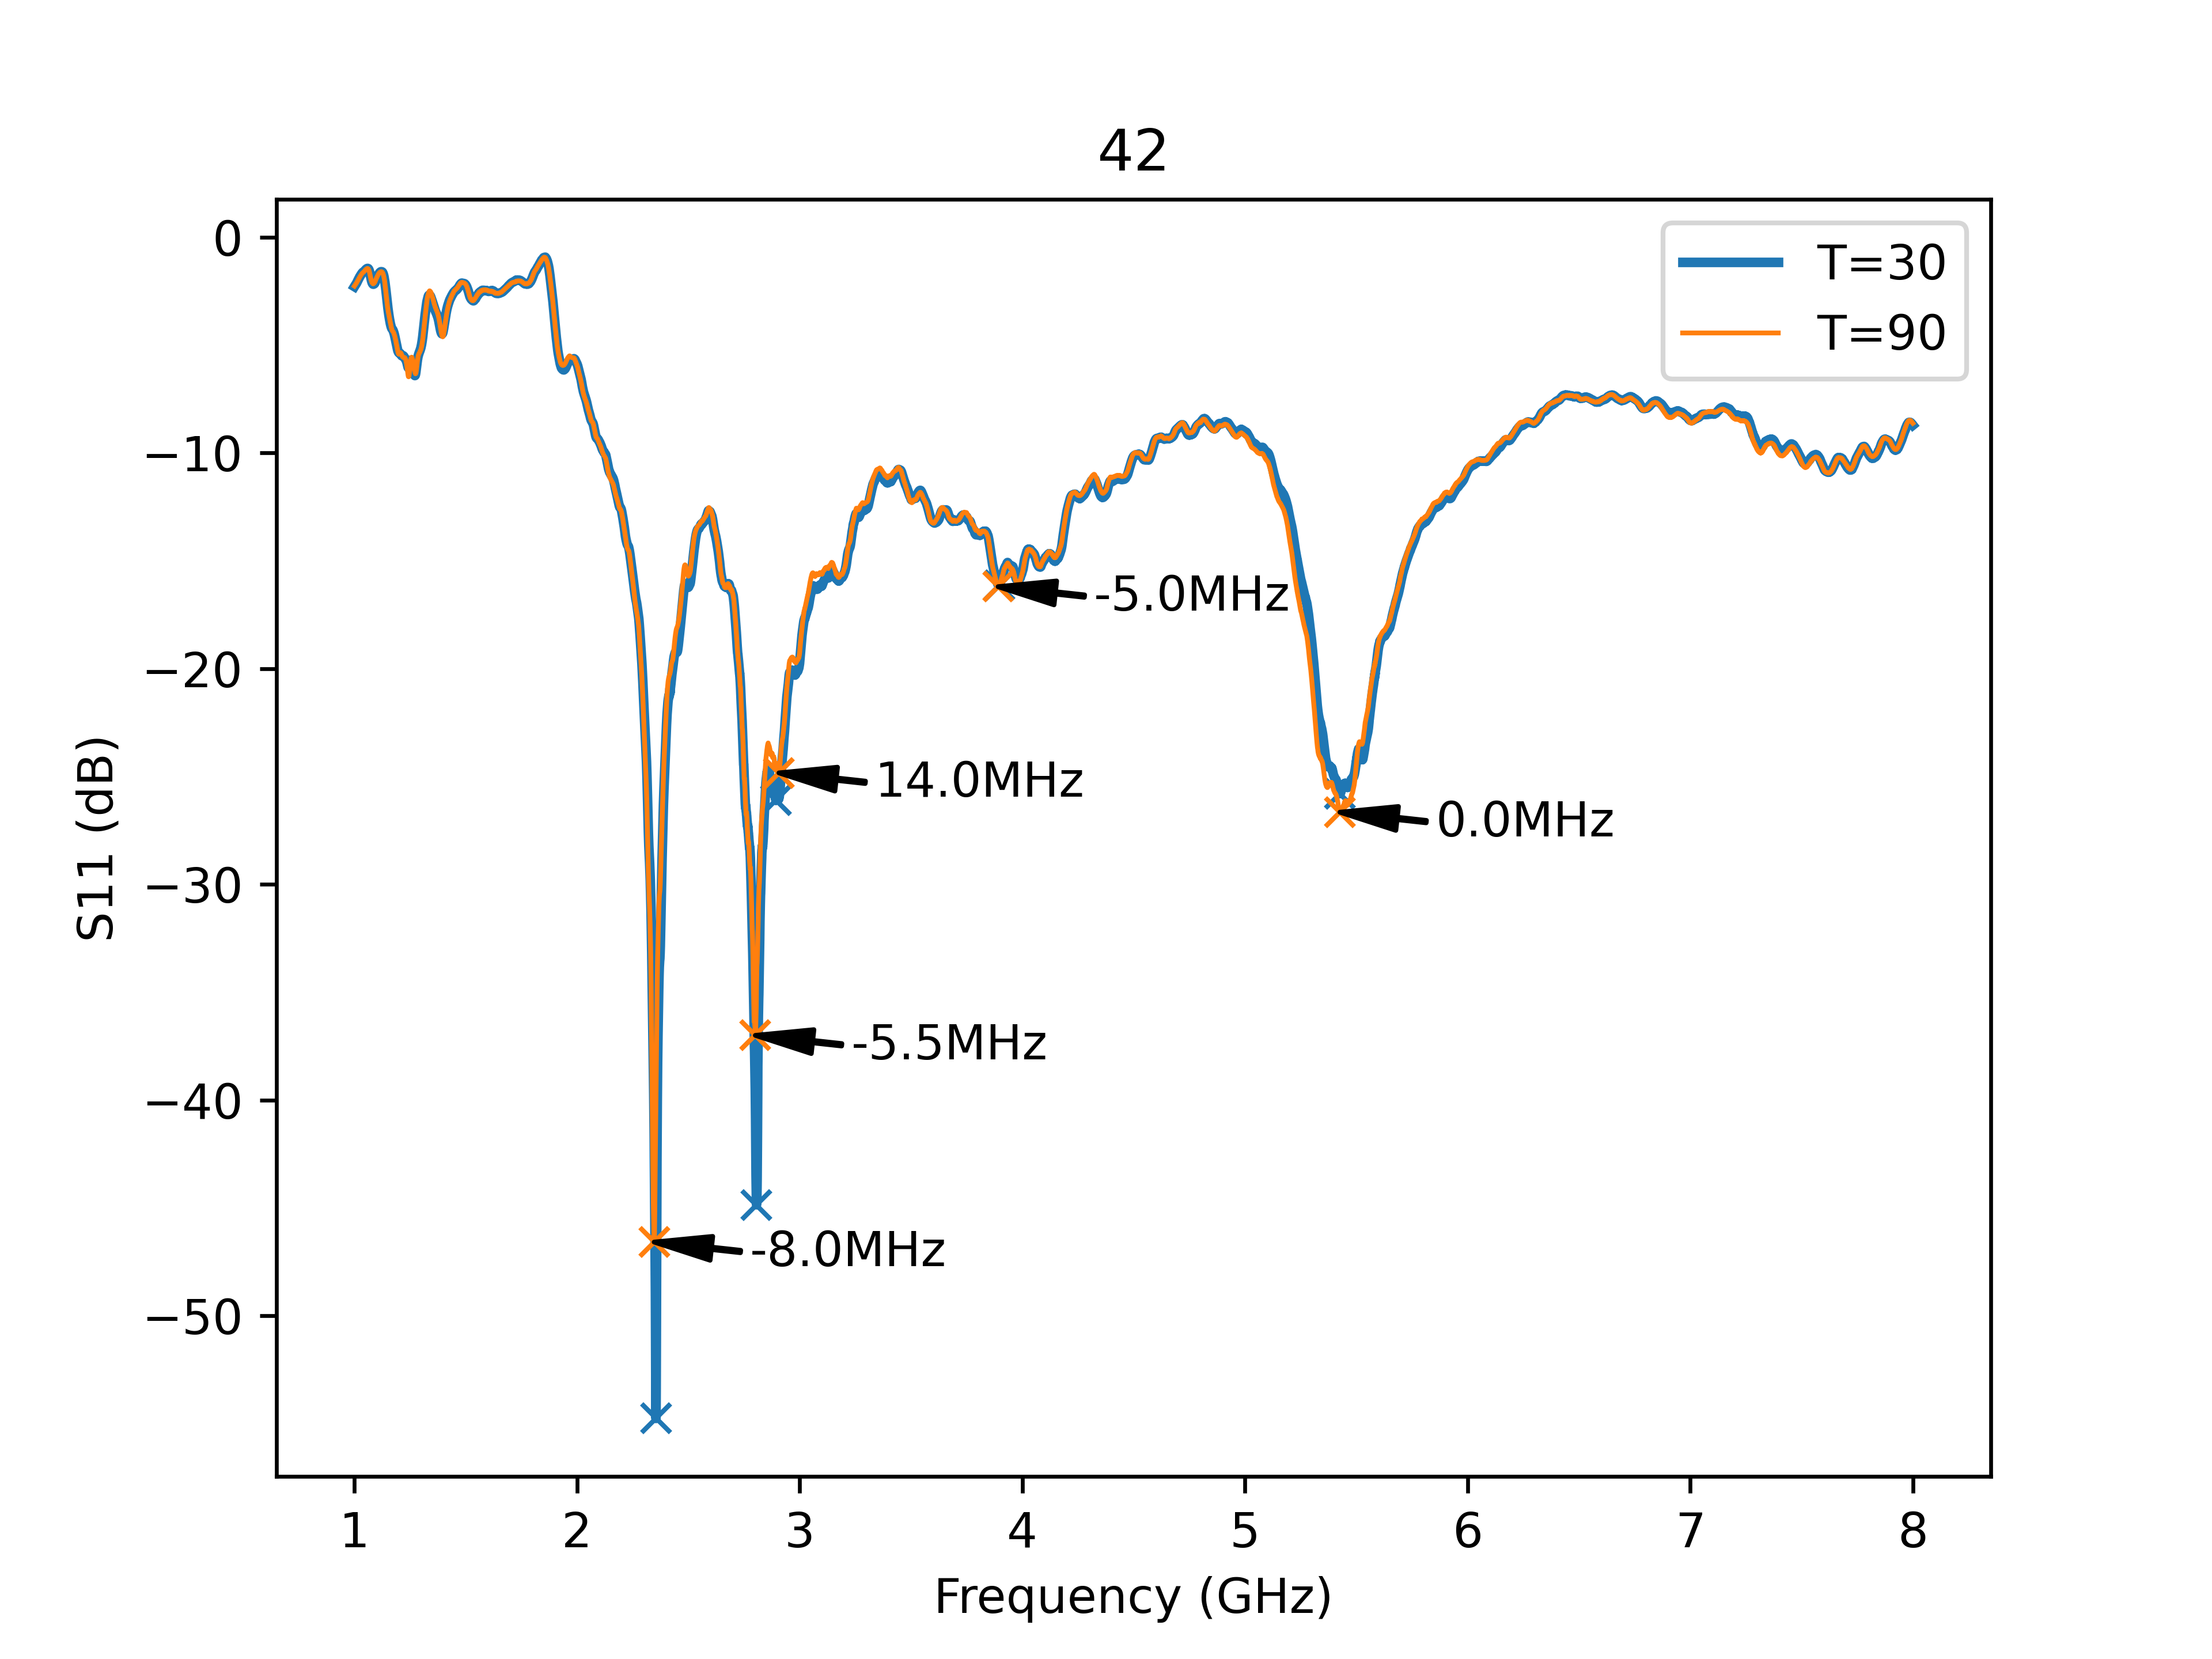 42
0
−10
−20
−30
−40
−50
S11 (dB)
T=30
T=90
-5.0MHz
14.0MHz
0.0MHz
-5.5MHz
-8.0MHz
1 2 3 4 5 6 7 8
Frequency (GHz)